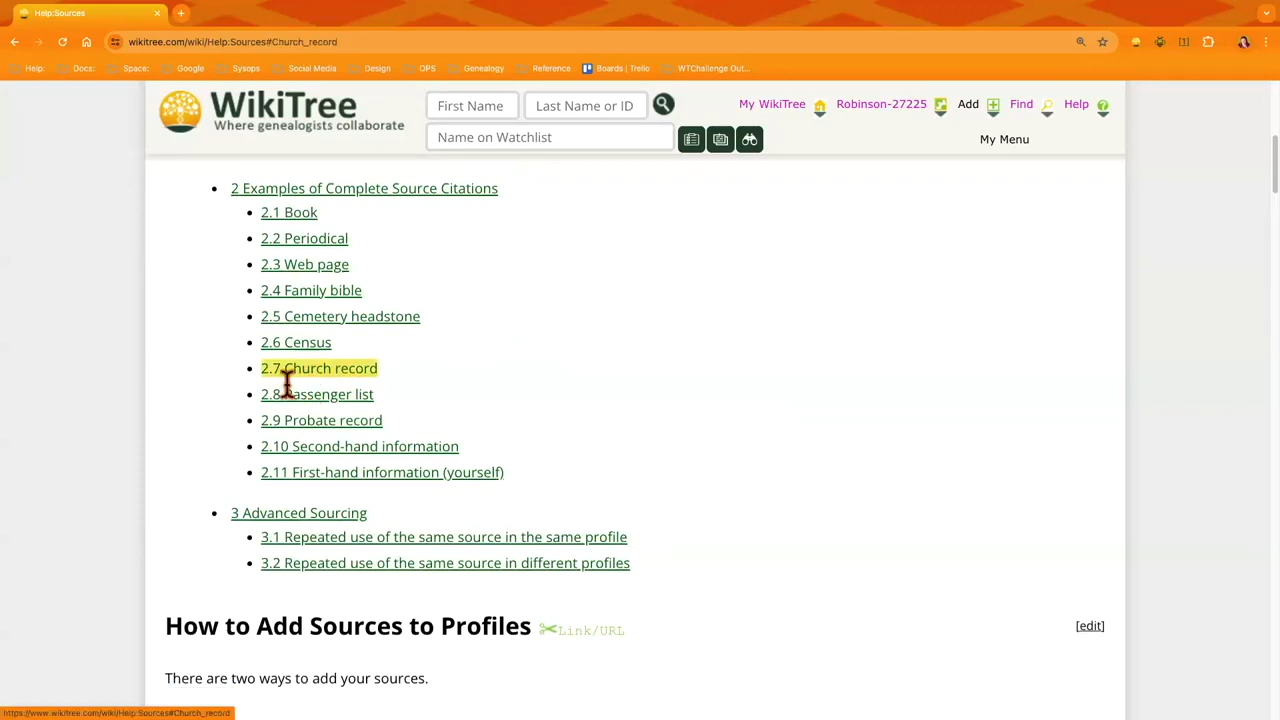 Help:Sources
wikitree.com/wiki/Help:Sources#Church_record
Help: Docs: Space: Google Sysops Social Media Design OPS Genealogy Reference Boards | Trello WTChallenge Out...
WikiTree
Where genealogists collaborate
First Name Last Name or ID
Name on Watchlist
My WikiTree Robinson-27225 Add Find Help
My Menu
2 Examples of Complete Source Citations
2.1 Book
2.2 Periodical
2.3 Web page
2.4 Family bible
2.5 Cemetery headstone
2.6 Census
2.7 Church record
2.8 Passenger list
2.9 Probate record
2.10 Second-hand information
2.11 First-hand information (yourself)
3 Advanced Sourcing
3.1 Repeated use of the same source in the same profile
3.2 Repeated use of the same source in different profiles
How to Add Sources to Profiles Link/URL [edit]
There are two ways to add your sources.
https://www.wikitree.com/wiki/Help:Sources#Church_record